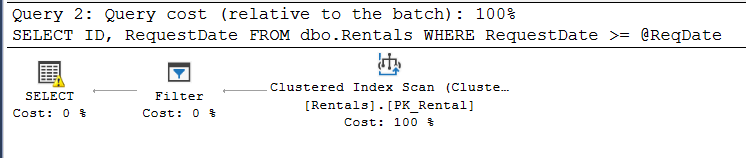 Query 2: Query cost (relative to the batch): 100%
SELECT ID, RequestDate FROM dbo.Rentals WHERE RequestDate >= @ReqDate
SELECT
Cost: 0 %
Filter
Cost: 0 %
Clustered Index Scan (Cluste…
[Rentals].[PK_Rental]
Cost: 100 %